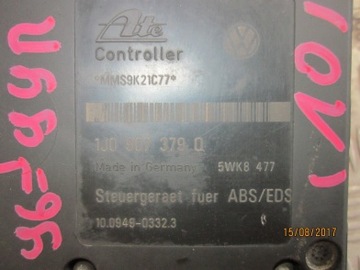 Ate
Controller
*MMS9K21C77*
1J0 907 379 Q
Made in Germany 5WK8 477
Steuergeraet fuer ABS/EDS
10.0949-0332.3
15/08/2017